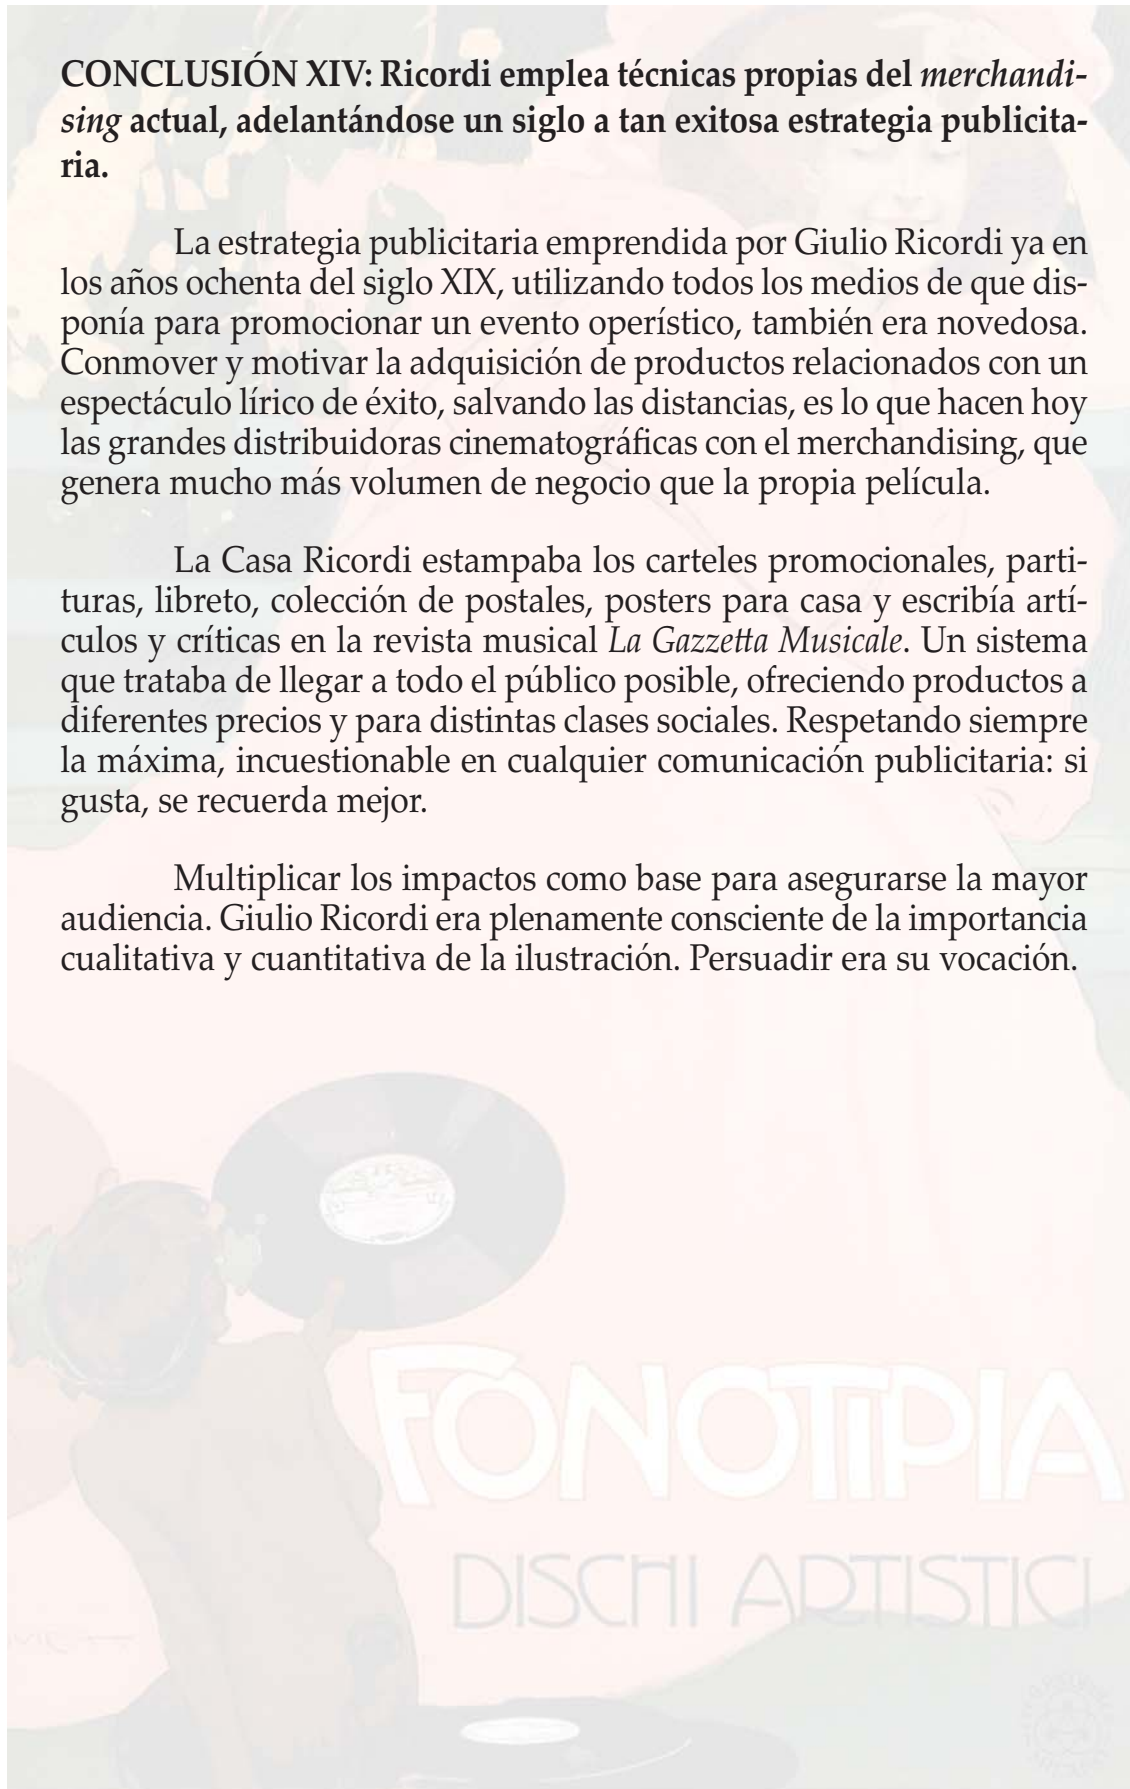 CONCLUSIÓN XIV: Ricordi emplea técnicas propias del merchandi-
sing actual, adelantándose un siglo a tan exitosa estrategia publicita-
ria.
La estrategia publicitaria emprendida por Giulio Ricordi ya en
los años ochenta del siglo XIX, utilizando todos los medios de que dis-
ponía para promocionar un evento operístico, también era novedosa.
Conmover y motivar la adquisición de productos relacionados con un
espectáculo lírico de éxito, salvando las distancias, es lo que hacen hoy
las grandes distribuidoras cinematográficas con el merchandising, que
genera mucho más volumen de negocio que la propia película.
La Casa Ricordi estampaba los carteles promocionales, parti-
turas, libreto, colección de postales, posters para casa y escribía artí-
culos y críticas en la revista musical La Gazzetta Musicale. Un sistema
que trataba de llegar a todo el público posible, ofreciendo productos a
diferentes precios y para distintas clases sociales. Respetando siempre
la máxima, incuestionable en cualquier comunicación publicitaria: si
gusta, se recuerda mejor.
Multiplicar los impactos como base para asegurarse la mayor
audiencia. Giulio Ricordi era plenamente consciente de la importancia
cualitativa y cuantitativa de la ilustración. Persuadir era su vocación.
FONOTIPIA
DISCHI ARTISTICI